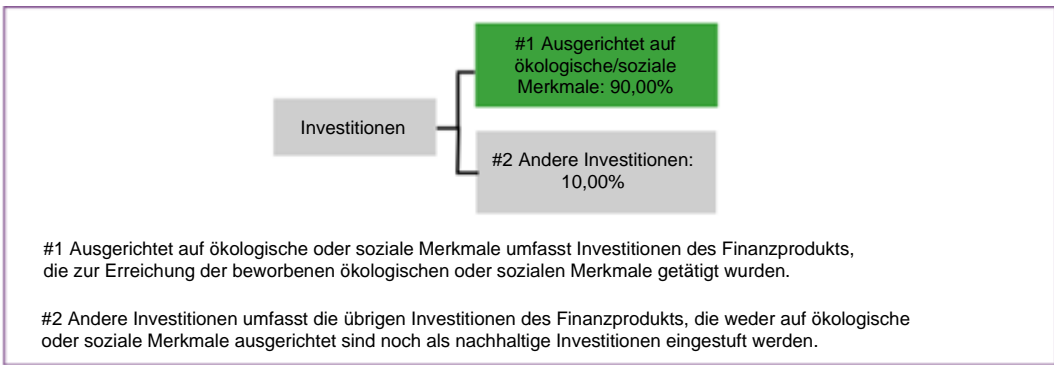 #1 Ausgerichtet auf
ökologische/soziale
Merkmale: 90,00%
Investitionen
#2 Andere Investitionen:
10,00%
#1 Ausgerichtet auf ökologische oder soziale Merkmale umfasst Investitionen des Finanzprodukts,
die zur Erreichung der beworbenen ökologischen oder sozialen Merkmale getätigt wurden.
#2 Andere Investitionen umfasst die übrigen Investitionen des Finanzprodukts, die weder auf ökologische
oder soziale Merkmale ausgerichtet sind noch als nachhaltige Investitionen eingestuft werden.